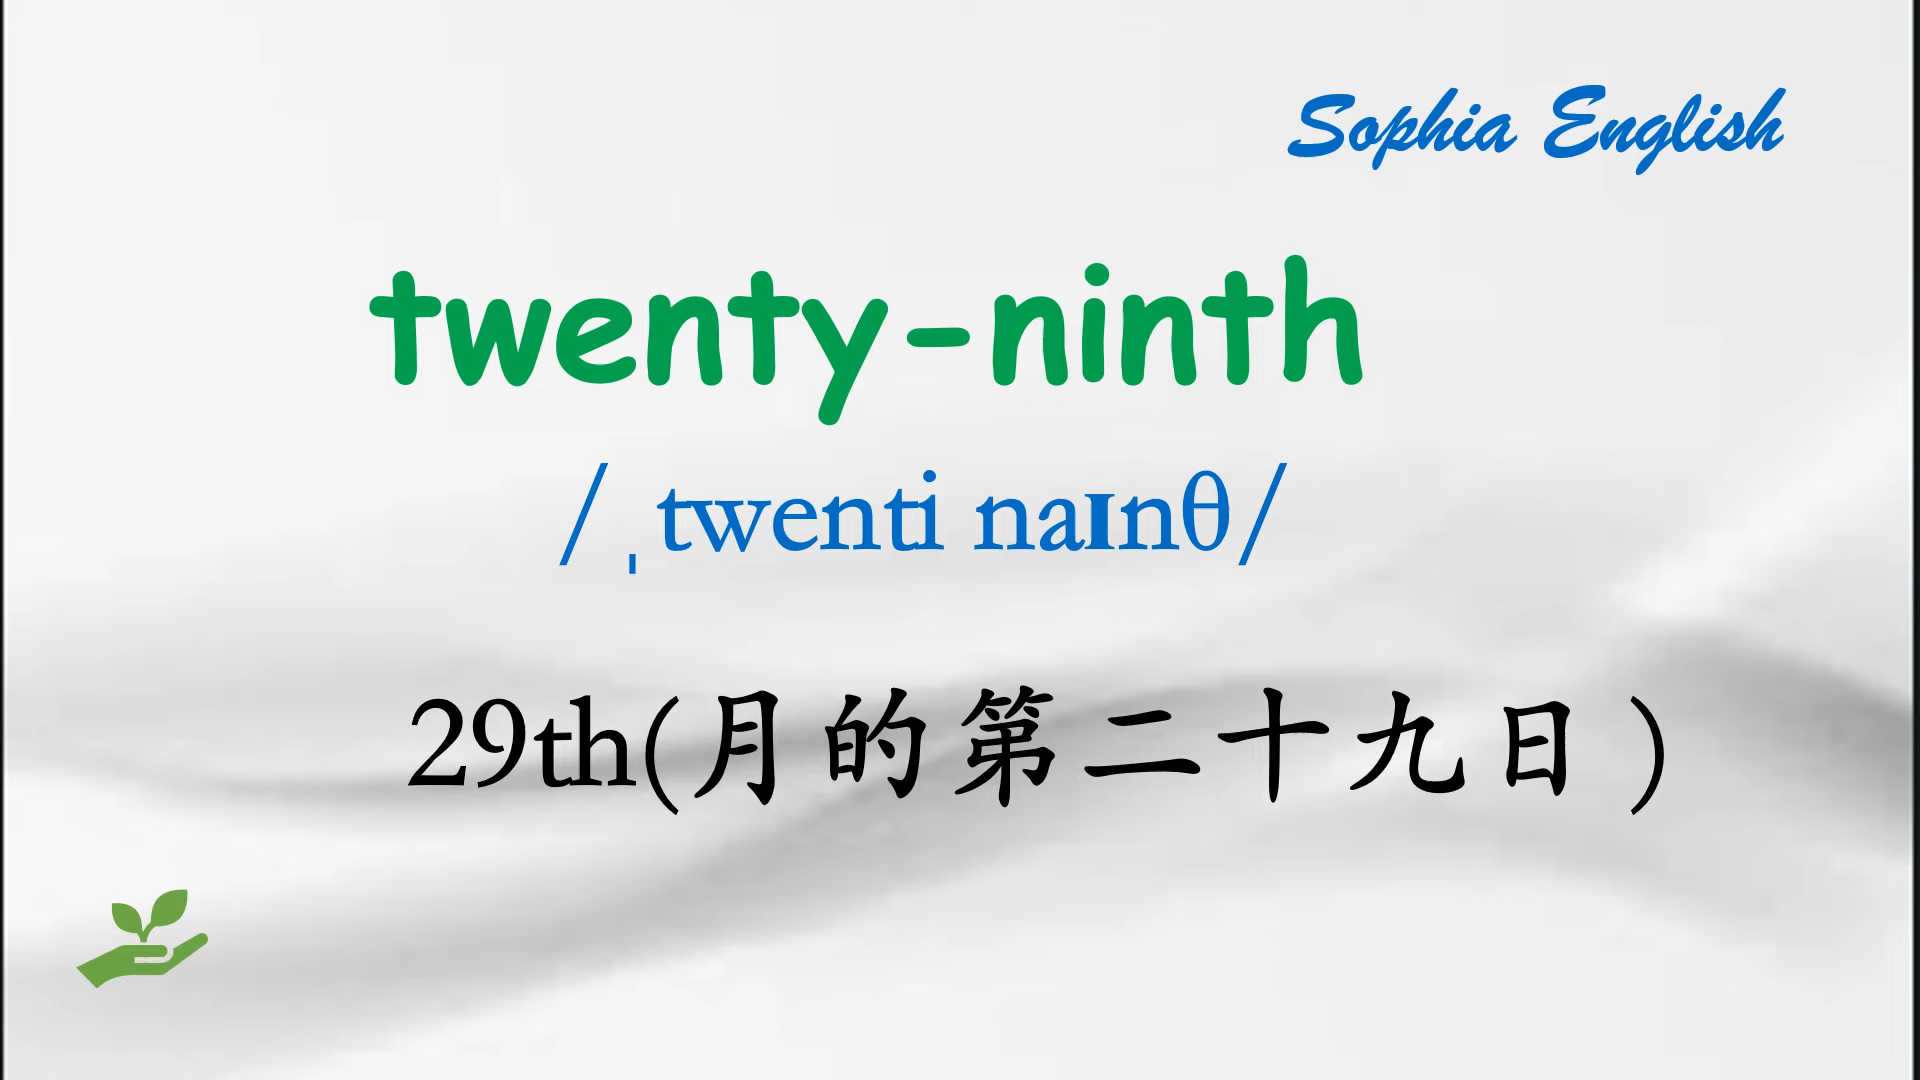 Sophia English
twenty-ninth
/ˌtwenti naɪnθ/
29th(月的第二十九日)